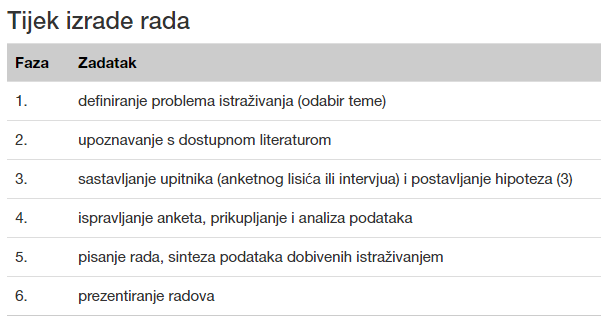 Tijek izrade rada
Faza Zadatak
1. definiranje problema istraživanja (odabir teme)
2. upoznavanje s dostupnom literaturom
3. sastavljanje upitnika (anketnog lisića ili intervjua) i postavljanje hipoteza (3)
4. ispravljanje anketa, prikupljanje i analiza podataka
5. pisanje rada, sinteza podataka dobivenih istraživanjem
6. prezentiranje radova